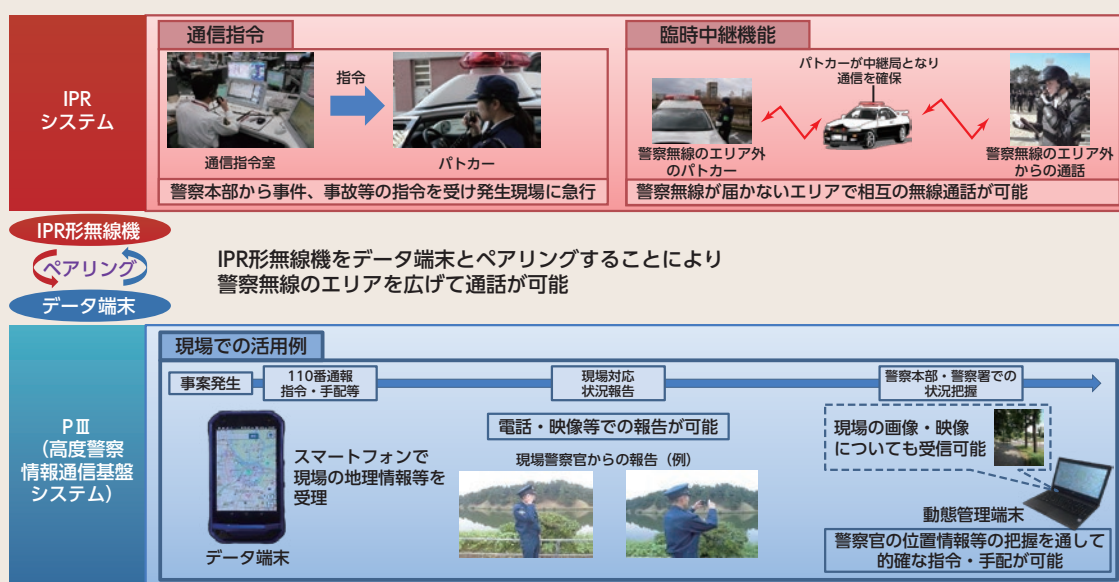 IPR
システム
通信指令
指令
通信指令室
パトカー
警察本部から事件、事故等の指令を受け発生現場に急行
臨時中継機能
パトカーが中継局となり
通信を確保
警察無線のエリア外
のパトカー
警察無線のエリア外
からの通話
警察無線が届かないエリアで相互の無線通話が可能
IPR形無線機
ペアリング
データ端末
IPR形無線機をデータ端末とペアリングすることにより
警察無線のエリアを広げて通話が可能
PⅢ
(高度警察
情報通信基盤
システム)
現場での活用例
事案発生
110番通報
指令・手配等
現場対応
状況報告
警察本部・警察署での
状況把握
スマートフォンで
現場の地理情報等を
受理
データ端末
電話・映像等での報告が可能
現場警察官からの報告(例)
現場の画像・映像
についても受信可能
動態管理端末
警察官の位置情報等の把握を通して
的確な指令・手配が可能